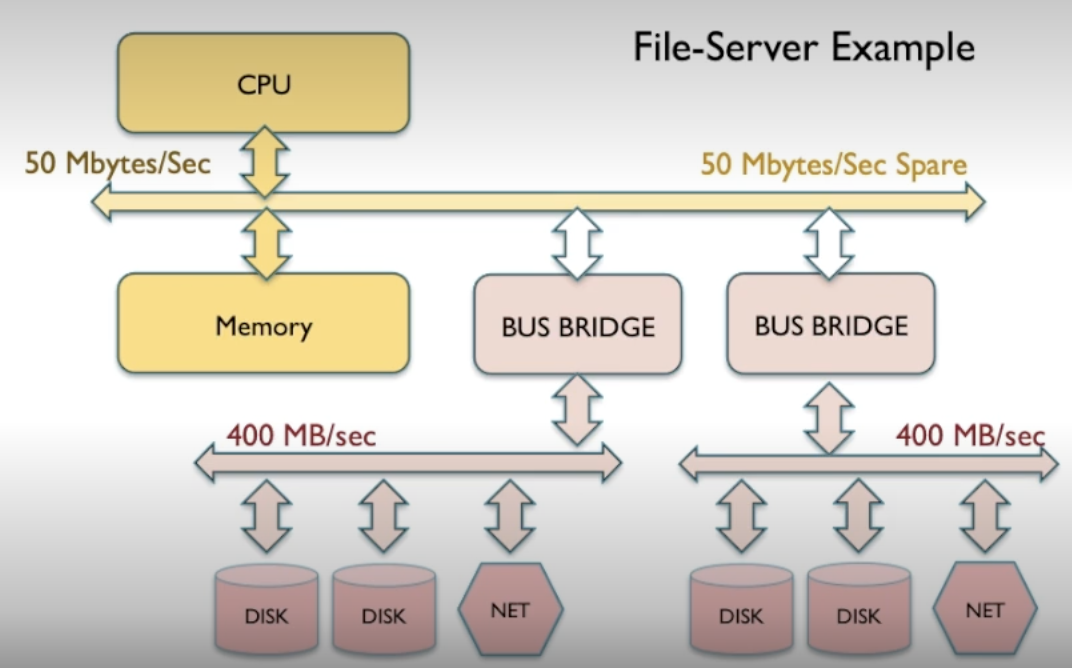 File-Server Example
CPU
50 Mbytes/Sec
50 Mbytes/Sec Spare
Memory
BUS BRIDGE
BUS BRIDGE
400 MB/sec
400 MB/sec
DISK
DISK
NET
DISK
DISK
NET